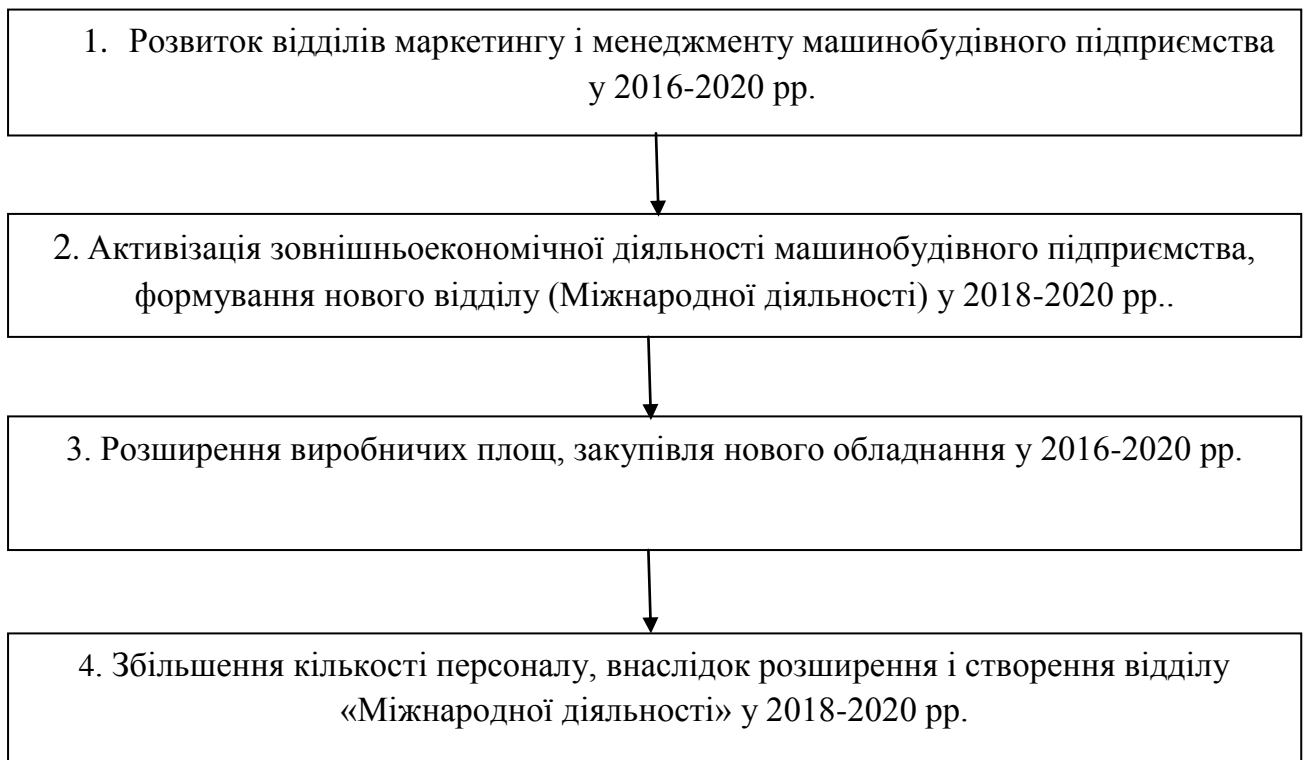 1. Розвиток відділів маркетингу і менеджменту машинобудівного підприємства
у 2016-2020 рр.
2. Активізація зовнішньоекономічної діяльності машинобудівного підприємства,
формування нового відділу (Міжнародної діяльності) у 2018-2020 рр..
3. Розширення виробничих площ, закупівля нового обладнання у 2016-2020 рр.
4. Збільшення кількості персоналу, внаслідок розширення і створення відділу
«Міжнародної діяльності» у 2018-2020 рр.